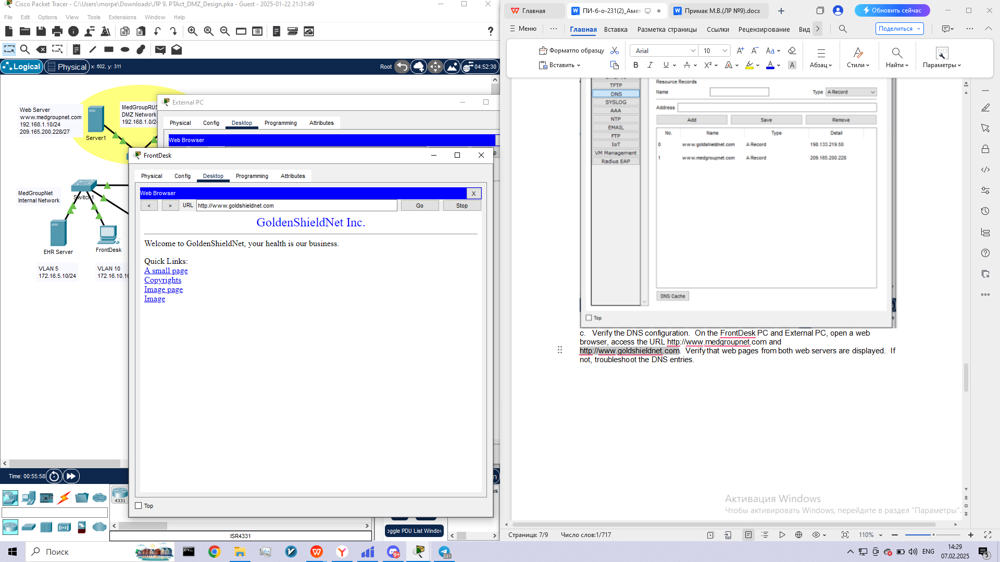 Cisco Packet Tracer - C:\Users\morpe\Downloads\ЛР 9. PTAct_DMZ_Design.pka - Guest - 2025-01-22 21:31:49
File Edit Options View Tools Extensions Window Help
Logical Physical x: 602, y: 311
Root 04:52:30
Web Server
www.medgroupnet.com
192.168.1.10/24
209.165.200.228/27
Server1
MedGroupRUS
DMZ Network
192.168.1.0/24
MedGroupNet
Internal Network
Switch1
EHR Server
FrontDesk
VLAN 5
172.16.5.10/24
VLAN 10
172.16.10.10
External PC
Physical Config Desktop Programming Attributes
Web Browser
FrontDesk
Physical Config Desktop Programming Attributes
Web Browser X
< > URL http://www.goldshieldnet.com Go Stop
GoldenShieldNet Inc.
Welcome to GoldenShieldNet, your health is our business.
Quick Links:
A small page
Copyrights
Image page
Image
Top
Time: 00:55:58
4331
ISR4331
oggle PDU List Window
Главная ПИ-б-о-231(2)_Амет Примак М.В.(ЛР №9).docx
Обновить сейчас
Меню Главная Вставка Разметка страницы Ссылки Рецензирование Вид
Поделиться
Формат по образцу
Вставить
Arial 10
Абзац Стили Найти Параметры
TFTP
DNS
SYSLOG
AAA
NTP
EMAIL
FTP
IoT
VM Management
Radius EAP
Resource Records
Name Type A Record
Address
Add Save Remove
No. Name Type Detail
0 www.goldshieldnet.com A Record 198.133.219.50
1 www.medgroupnet.com A Record 209.165.200.228
DNS Cache
Top
c. Verify the DNS configuration. On the FrontDesk PC and External PC, open a web
browser, access the URL http://www.medgroupnet.com and
http://www.goldshieldnet.com. Verify that web pages from both web servers are displayed. If
not, troubleshoot the DNS entries.
Активация Windows
Чтобы активировать Windows, перейдите в раздел "Параметры".
Страница: 7/9 Число слов:1/717
110%
Поиск
9+
331
ENG
14:29
07.02.2025
5